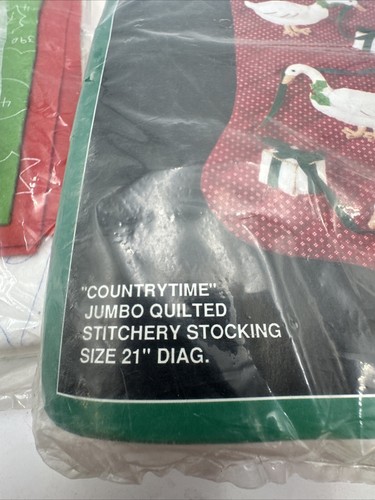 "COUNTRYTIME"
JUMBO QUILTED
STITCHERY STOCKING
SIZE 21" DIAG.